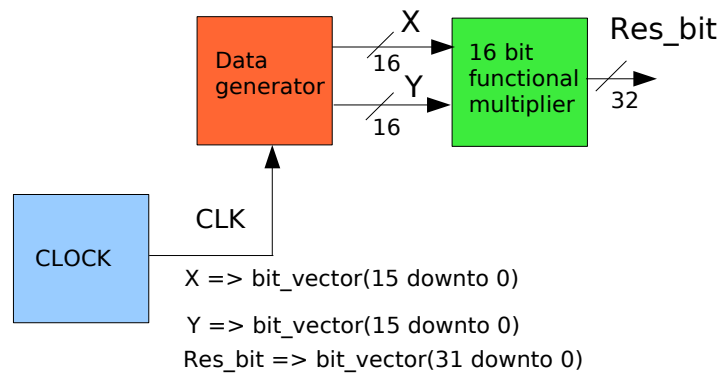 X
Res_bit
Data
generator
16
16 bit
functional
multiplier
Y
16
32
CLK
CLOCK
X => bit_vector(15 downto 0)
Y => bit_vector(15 downto 0)
Res_bit => bit_vector(31 downto 0)